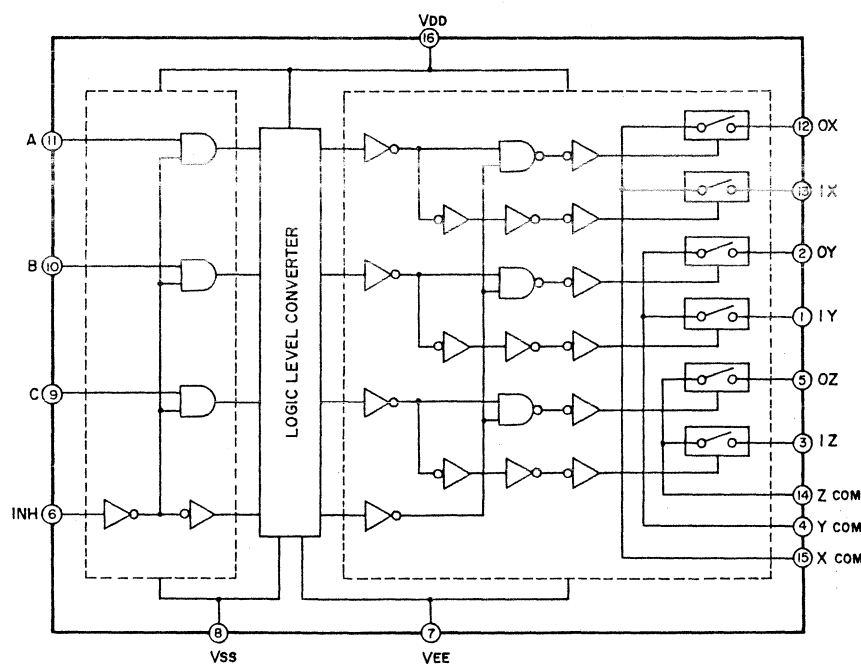 VDD
16
A 11
12 0X
13 1X
B 10
2 0Y
1 1Y
C 9
5 0Z
3 1Z
LOGIC LEVEL CONVERTER
INH 6
14 Z COM
4 Y COM
15 X COM
8
7
VSS
VEE